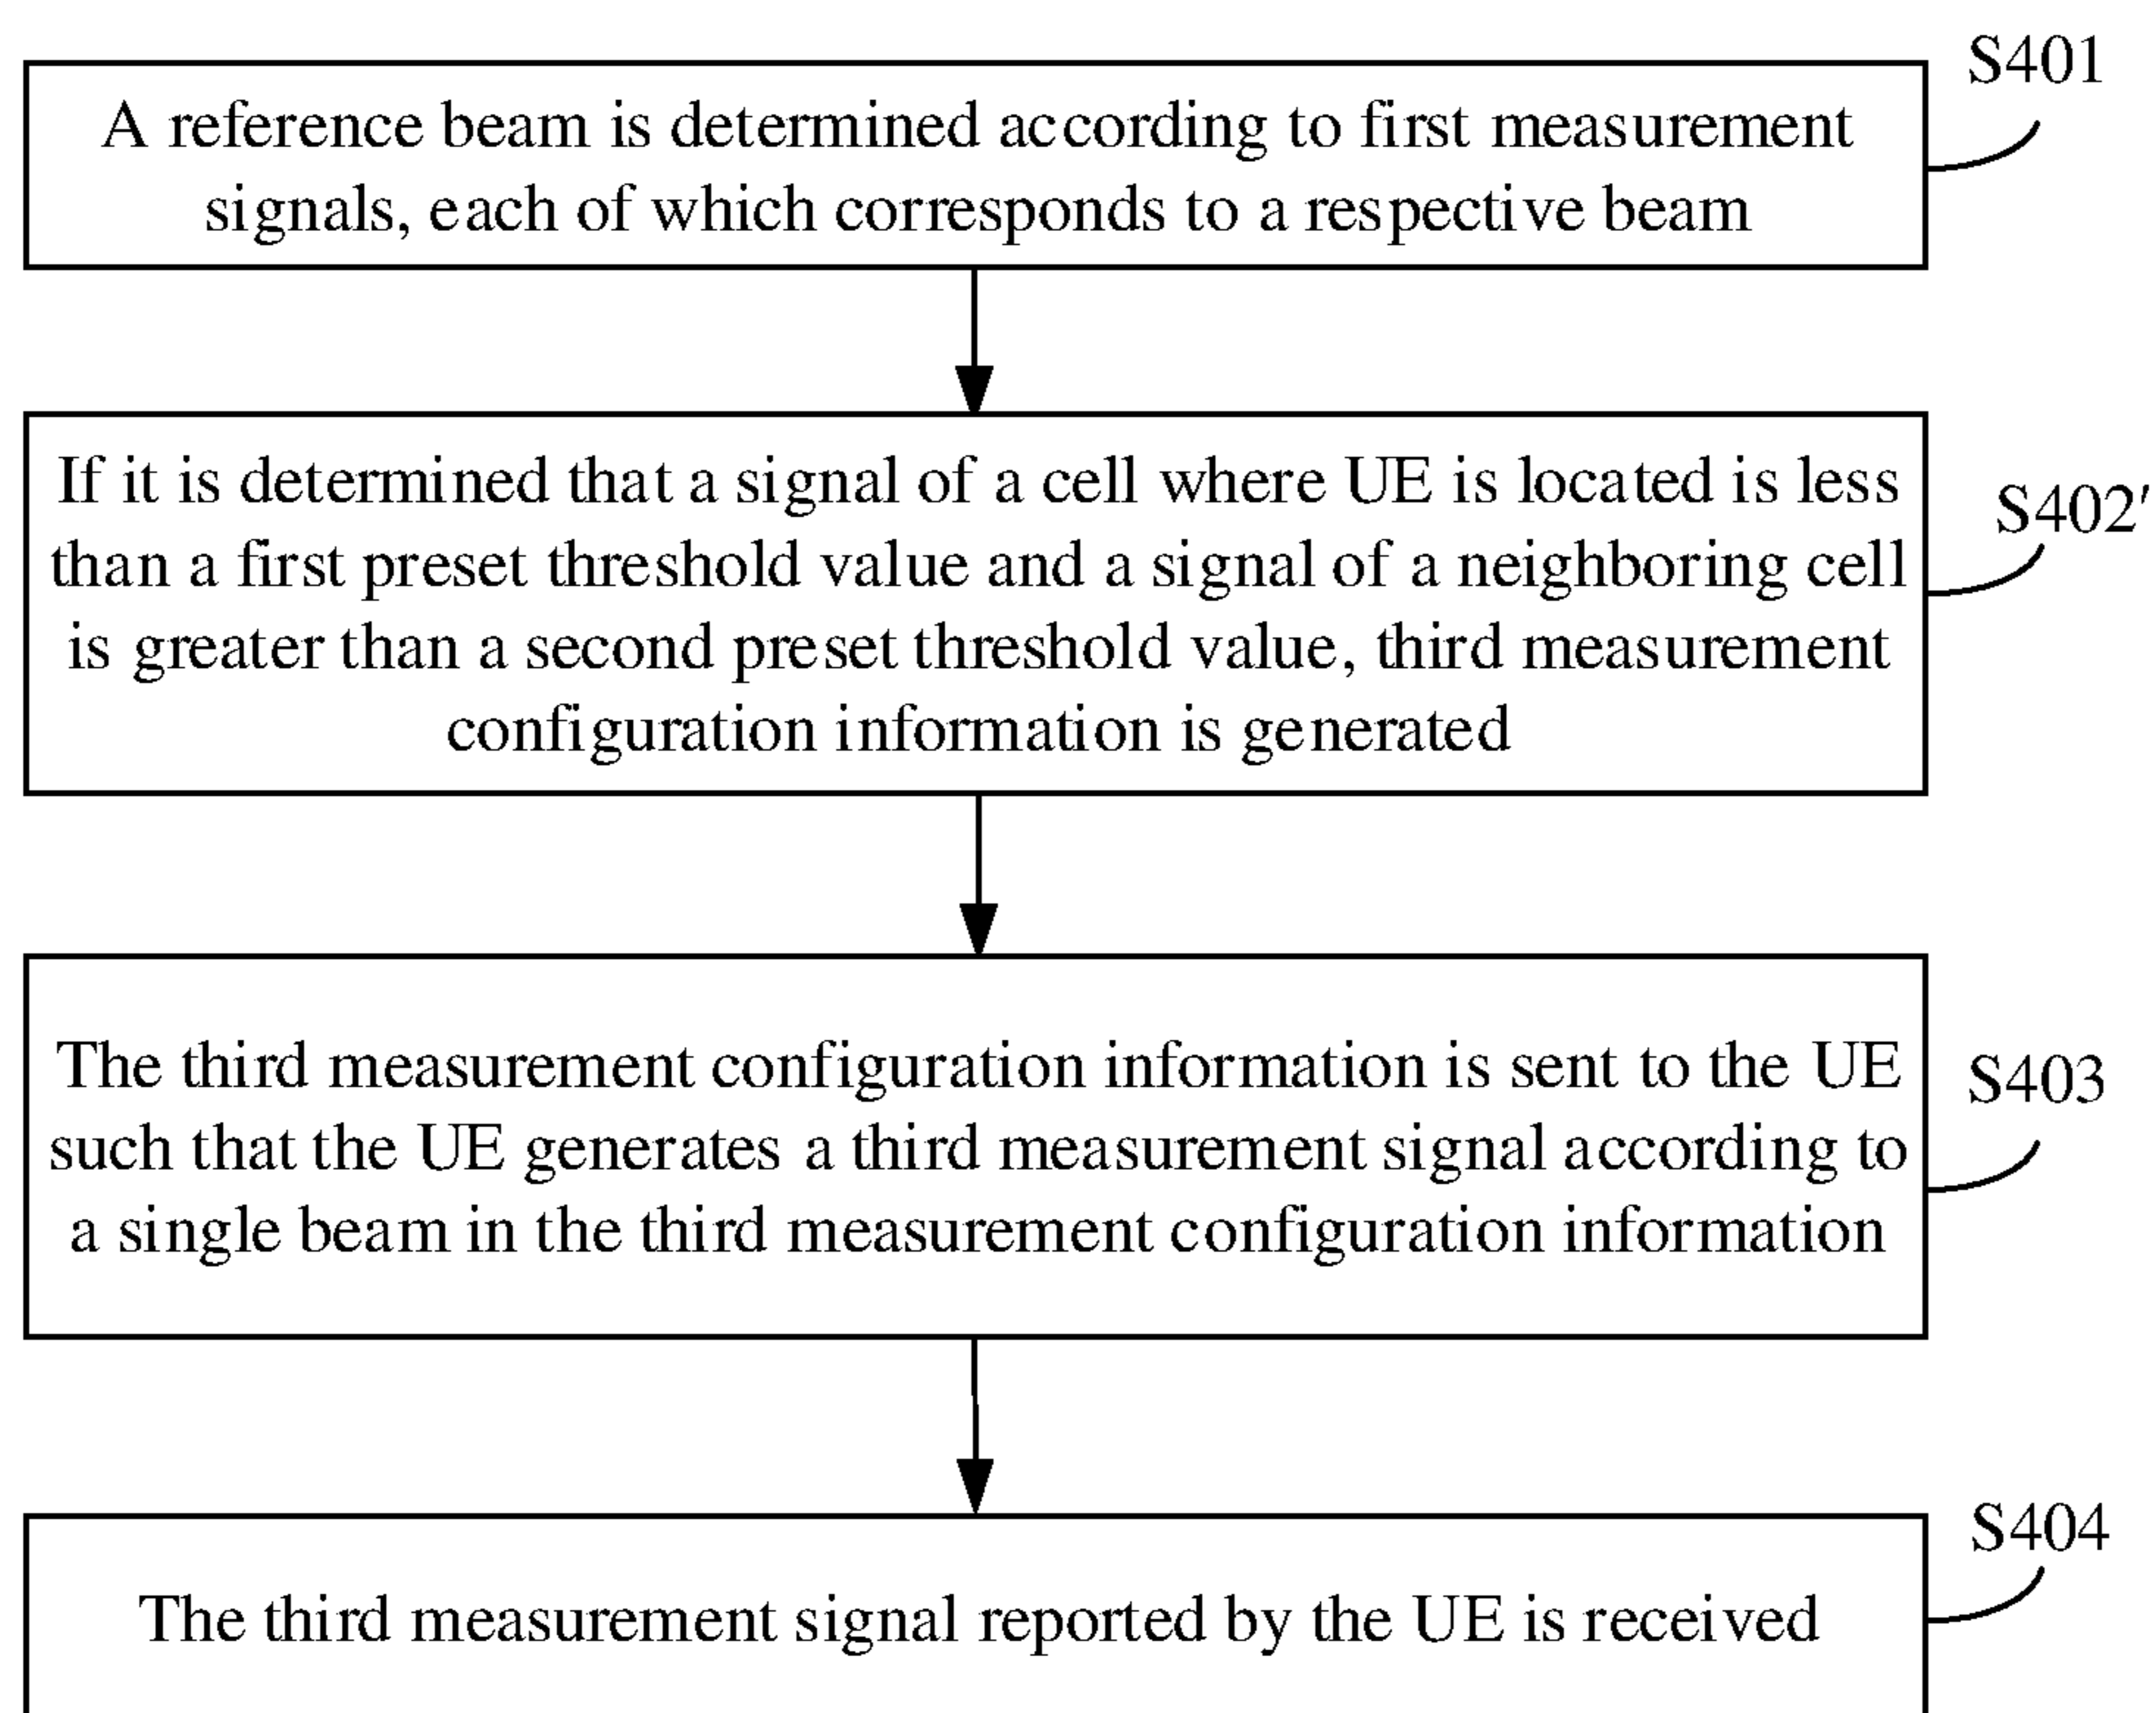 S401
A reference beam is determined according to first measurement
signals, each of which corresponds to a respective beam
If it is determined that a signal of a cell where UE is located is less
than a first preset threshold value and a signal of a neighboring cell
is greater than a second preset threshold value, third measurement
configuration information is generated
S402'
The third measurement configuration information is sent to the UE
such that the UE generates a third measurement signal according to
a single beam in the third measurement configuration information
S403
S404
The third measurement signal reported by the UE is received